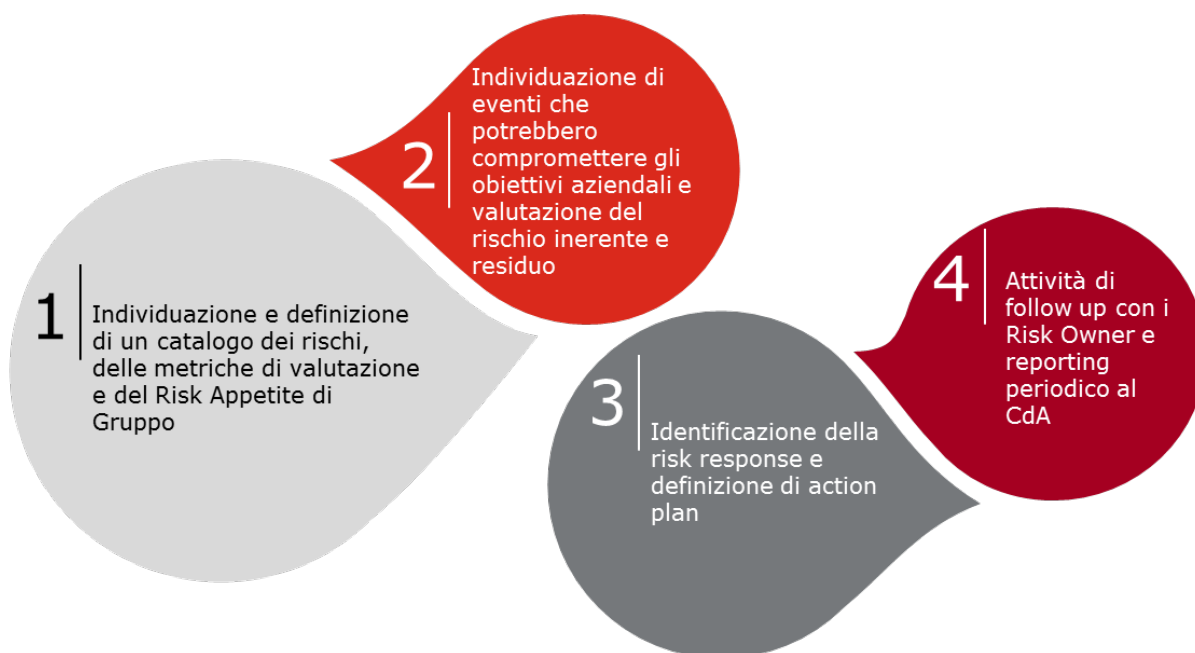 1
Individuazione e definizione
di un catalogo dei rischi,
delle metriche di valutazione
e del Risk Appetite di
Gruppo
2
Individuazione di
eventi che
potrebbero
compromettere gli
obiettivi aziendali e
valutazione del
rischio inerente e
residuo
3
Identificazione della
risk response e
definizione di action
plan
4
Attività di
follow up con i
Risk Owner e
reporting
periodico al
CdA